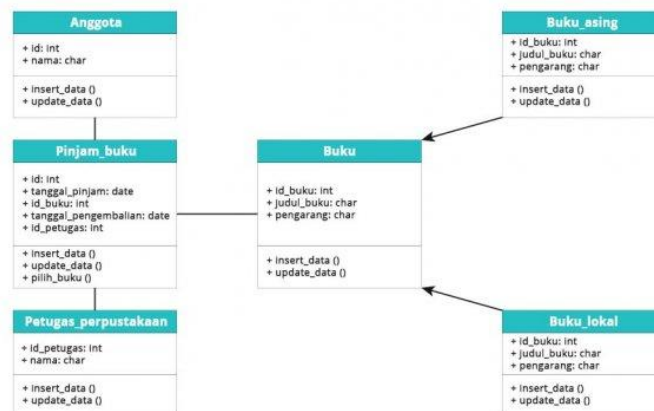 Anggota
+ id: int
+ nama: char
+ insert_data ()
+ update_data ()
Pinjam_buku
+ id: int
+ tanggal_pinjam: date
+ id_buku: int
+ tanggal_pengembalian: date
+ id_petugas: int
+ insert_data ()
+ update_data ()
+ pilih_buku ()
Petugas_perpustakaan
+ id_petugas: int
+ nama: char
+ insert_data ()
+ update_data ()
Buku
+ id_buku: int
+ judul_buku: char
+ pengarang: char
+ insert_data ()
+ update_data ()
Buku_asing
+ id_buku: int
+ judul_buku: char
+ pengarang: char
+ insert_data ()
+ update_data ()
Buku_lokal
+ id_buku: int
+ judul_buku: char
+ pengarang: char
+ insert_data ()
+ update_data ()